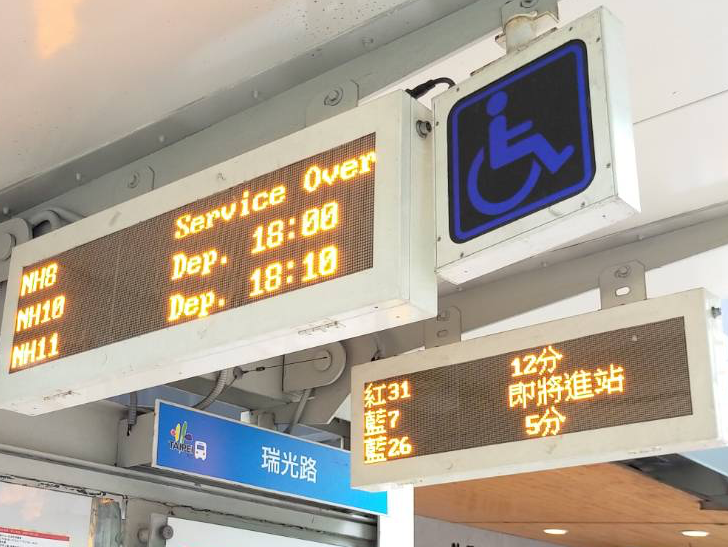 NH8 Service Over
NH10 Dep. 18:00
NH11 Dep. 18:10
紅31 12分
藍7 即將進站
藍26 5分
TAIPEI
瑞光路